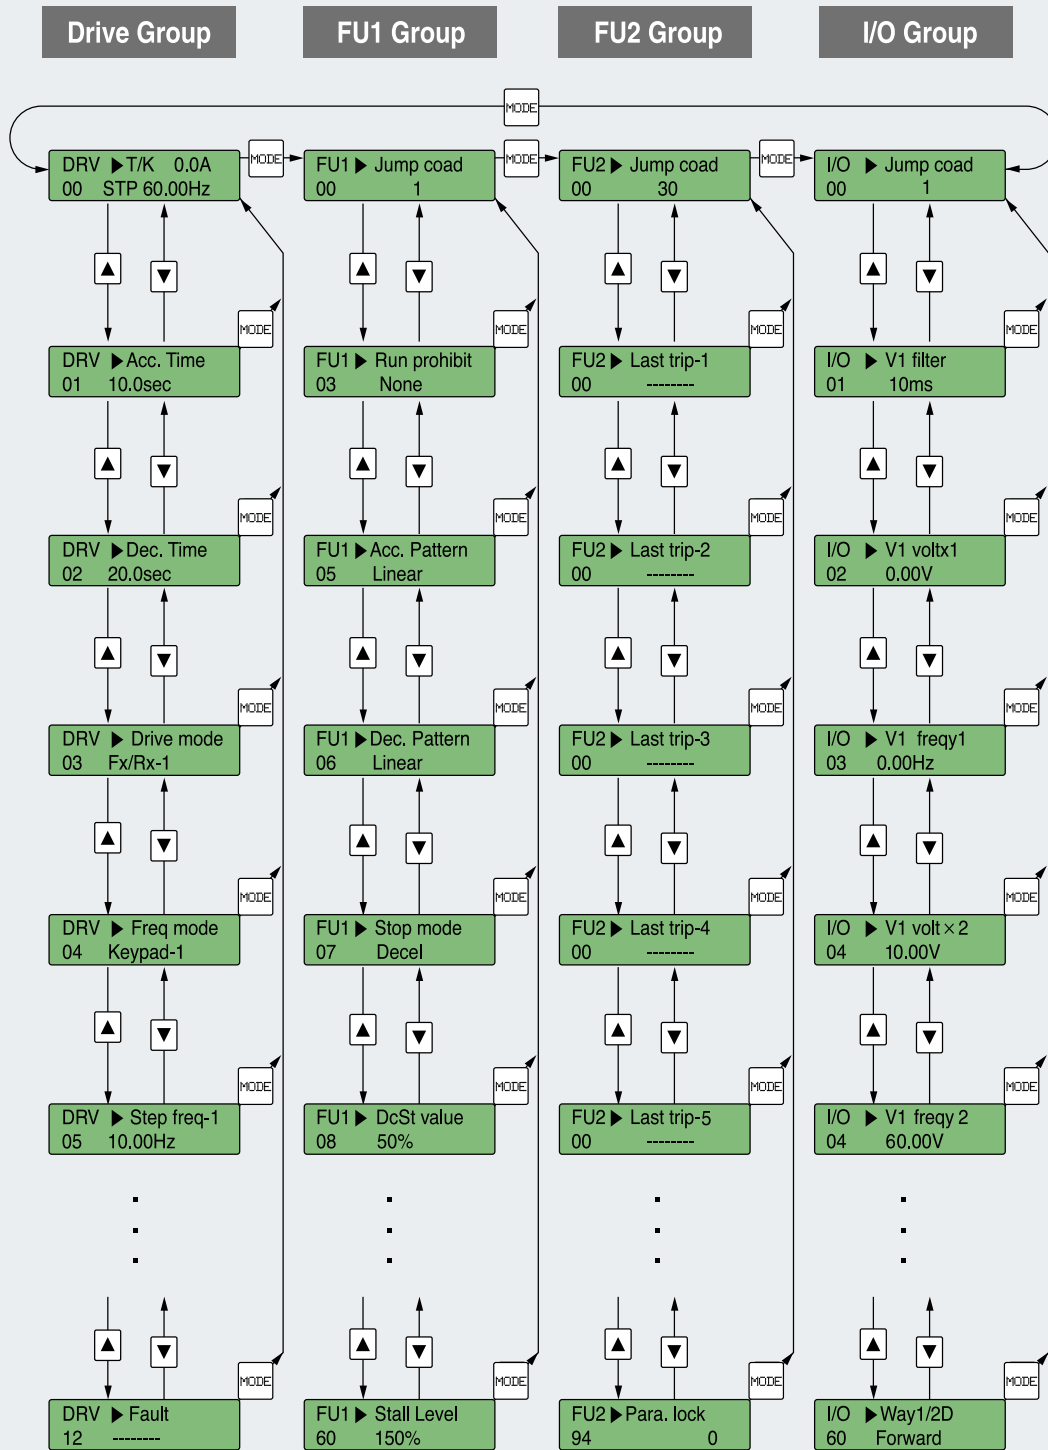 Drive Group
FU1 Group
FU2 Group
I/O Group
MODE
DRV ▶T/K 0.0A
00 STP 60.00Hz
MODE
FU1▶ Jump coad
00 1
MODE
FU2▶ Jump coad
00 30
MODE
I/O ▶ Jump coad
00 1
▲ ▼
▲ ▼
▲ ▼
▲ ▼
MODE
MODE
MODE
MODE
DRV ▶Acc. Time
01 10.0sec
FU1▶ Run prohibit
03 None
FU2▶ Last trip-1
00 --------
I/O ▶ V1 filter
01 10ms
▲ ▼
▲ ▼
▲ ▼
▲ ▼
MODE
MODE
MODE
MODE
DRV ▶Dec. Time
02 20.0sec
FU1▶Acc. Pattern
05 Linear
FU2▶ Last trip-2
00 --------
I/O ▶ V1 voltx1
02 0.00V
▲ ▼
▲ ▼
▲ ▼
▲ ▼
MODE
MODE
MODE
MODE
DRV ▶ Drive mode
03 Fx/Rx-1
FU1▶Dec. Pattern
06 Linear
FU2▶ Last trip-3
00 --------
I/O ▶ V1 freqy1
03 0.00Hz
▲ ▼
▲ ▼
▲ ▼
▲ ▼
MODE
MODE
MODE
MODE
DRV ▶ Freq mode
04 Keypad-1
FU1▶ Stop mode
07 Decel
FU2▶ Last trip-4
00 --------
I/O ▶ V1 volt×2
04 10.00V
▲ ▼
▲ ▼
▲ ▼
▲ ▼
MODE
MODE
MODE
MODE
DRV ▶ Step freq-1
05 10.00Hz
FU1▶ DcSt value
08 50%
FU2▶ Last trip-5
00 --------
I/O ▶ V1 freqy 2
04 60.00V
▲ ▼
▲ ▼
▲ ▼
▲ ▼
MODE
MODE
MODE
MODE
DRV ▶ Fault
12 --------
FU1▶ Stall Level
60 150%
FU2▶Para. lock
94 0
I/O ▶Way1/2D
60 Forward